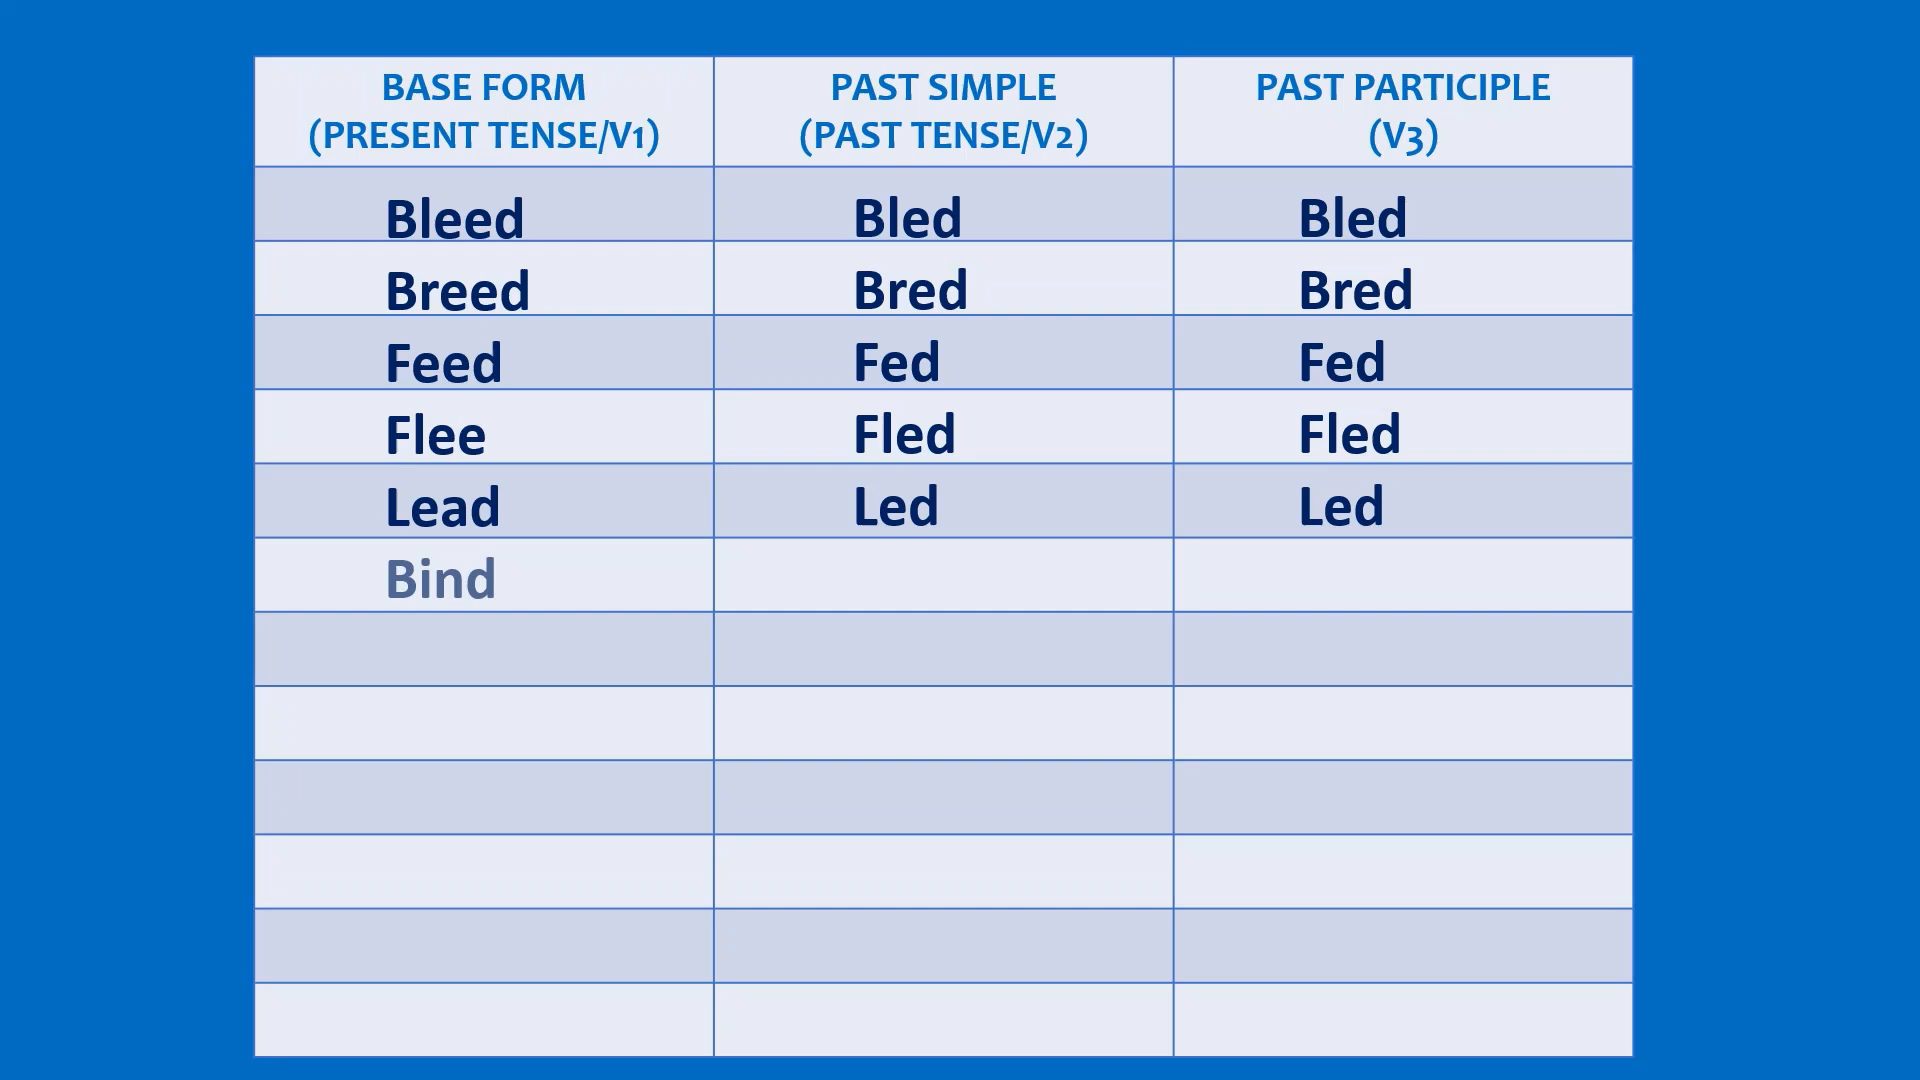 BASE FORM
(PRESENT TENSE/V1)
PAST SIMPLE
(PAST TENSE/V2)
PAST PARTICIPLE
(V3)
Bleed Bled Bled
Breed Bred Bred
Feed Fed Fed
Flee Fled Fled
Lead Led Led
Bind